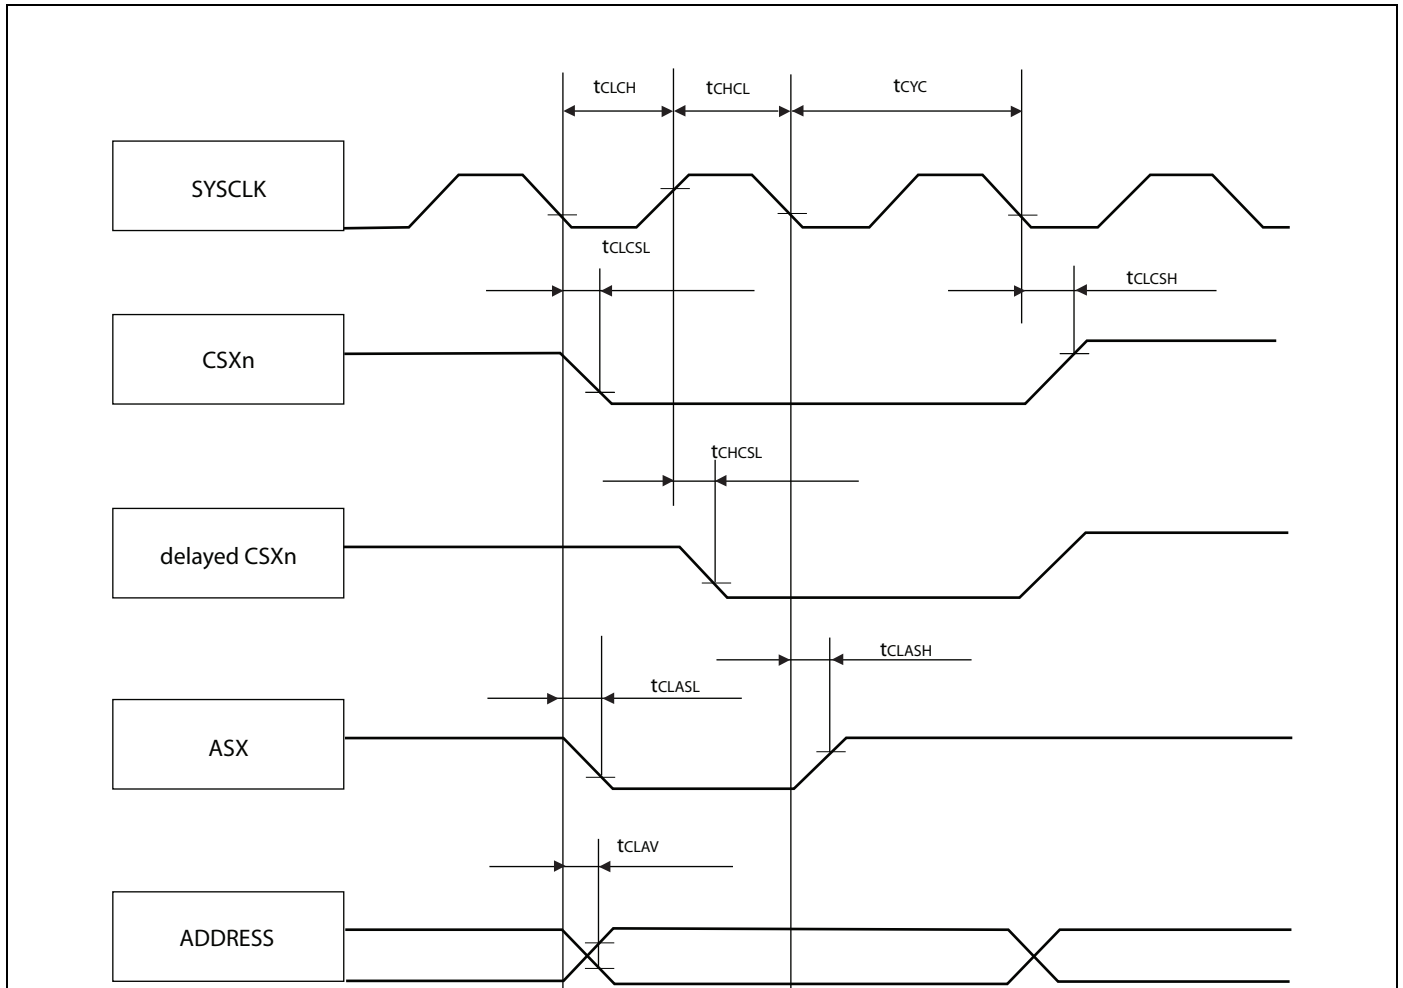 tCLCH
tCHCL
tCYC
SYSCLK
tCLCSL
tCLCSH
CSXn
tCHCSL
delayed CSXn
tCLASH
tCLASL
ASX
tCLAV
ADDRESS